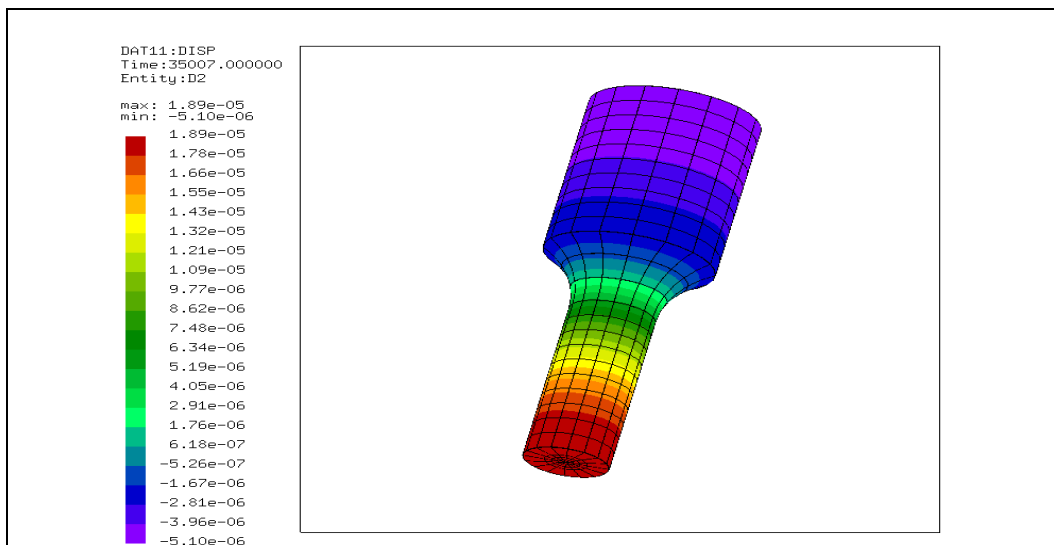 DAT11:DISP
Time:35007.000000
Entity:D2
max: 1.89e-05
min: -5.10e-06
1.89e-05
1.78e-05
1.66e-05
1.55e-05
1.43e-05
1.32e-05
1.21e-05
1.09e-05
9.77e-06
8.62e-06
7.48e-06
6.34e-06
5.19e-06
4.05e-06
2.91e-06
1.76e-06
6.18e-07
-5.26e-07
-1.67e-06
-2.81e-06
-3.96e-06
-5.10e-06